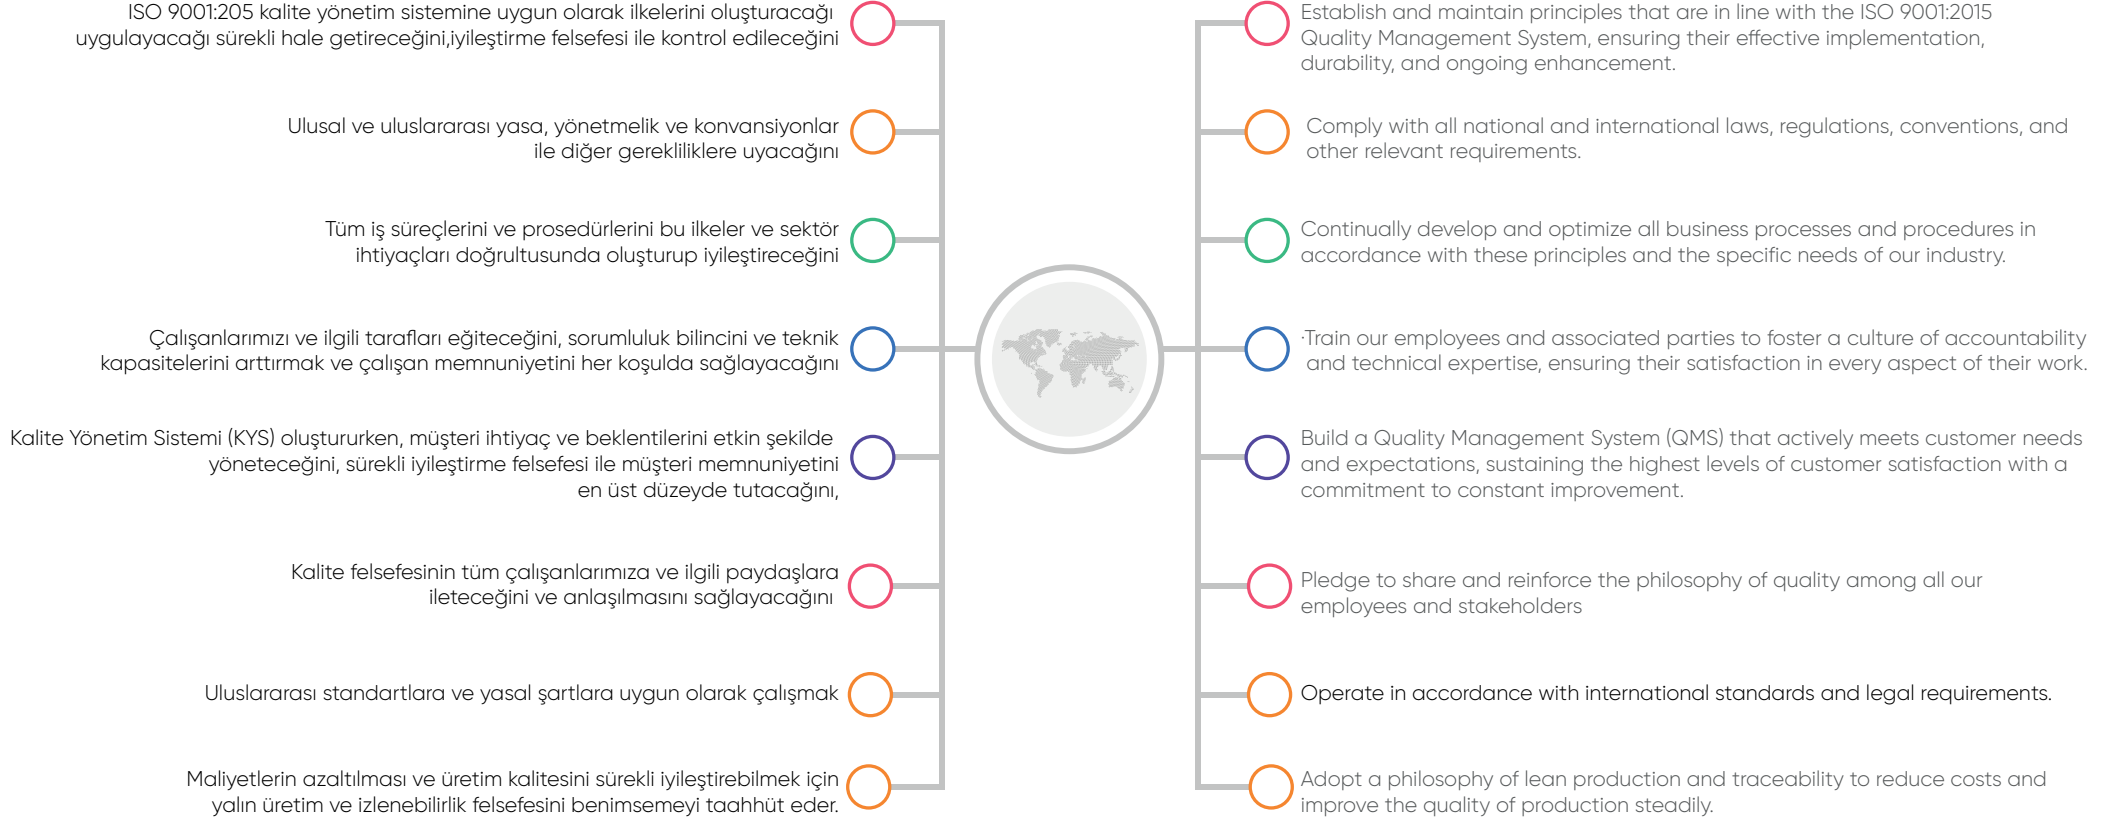 ISO 9001:205 kalite yönetim sistemine uygun olarak ilkelerini oluşturacağı
uygulayacağı sürekli hale getireceğini,iyileştirme felsefesi ile kontrol edileceğini
Ulusal ve uluslararası yasa, yönetmelik ve konvansiyonlar
ile diğer gerekliliklere uyacağını
Tüm iş süreçlerini ve prosedürlerini bu ilkeler ve sektör
ihtiyaçları doğrultusunda oluşturup iyileştireceğini
Çalışanlarımızı ve ilgili tarafları eğiteceğini, sorumluluk bilincini ve teknik
kapasitelerini arttırmak ve çalışan memnuniyetini her koşulda sağlayacağını
Kalite Yönetim Sistemi (KYS) oluştururken, müşteri ihtiyaç ve beklentilerini etkin şekilde
yöneteceğini, sürekli iyileştirme felsefesi ile müşteri memnuniyetini
en üst düzeyde tutacağını,
Kalite felsefesinin tüm çalışanlarımıza ve ilgili paydaşlara
ileteceğini ve anlaşılmasını sağlayacağını
Uluslararası standartlara ve yasal şartlara uygun olarak çalışmak
Maliyetlerin azaltılması ve üretim kalitesini sürekli iyileştirebilmek için
yalın üretim ve izlenebilirlik felsefesini benimsemeyi taahhüt eder.
Establish and maintain principles that are in line with the ISO 9001:2015
Quality Management System, ensuring their effective implementation,
durability, and ongoing enhancement.
Comply with all national and international laws, regulations, conventions, and
other relevant requirements.
Continually develop and optimize all business processes and procedures in
accordance with these principles and the specific needs of our industry.
·Train our employees and associated parties to foster a culture of accountability
and technical expertise, ensuring their satisfaction in every aspect of their work.
Build a Quality Management System (QMS) that actively meets customer needs
and expectations, sustaining the highest levels of customer satisfaction with a
commitment to constant improvement.
Pledge to share and reinforce the philosophy of quality among all our
employees and stakeholders
Operate in accordance with international standards and legal requirements.
Adopt a philosophy of lean production and traceability to reduce costs and
improve the quality of production steadily.